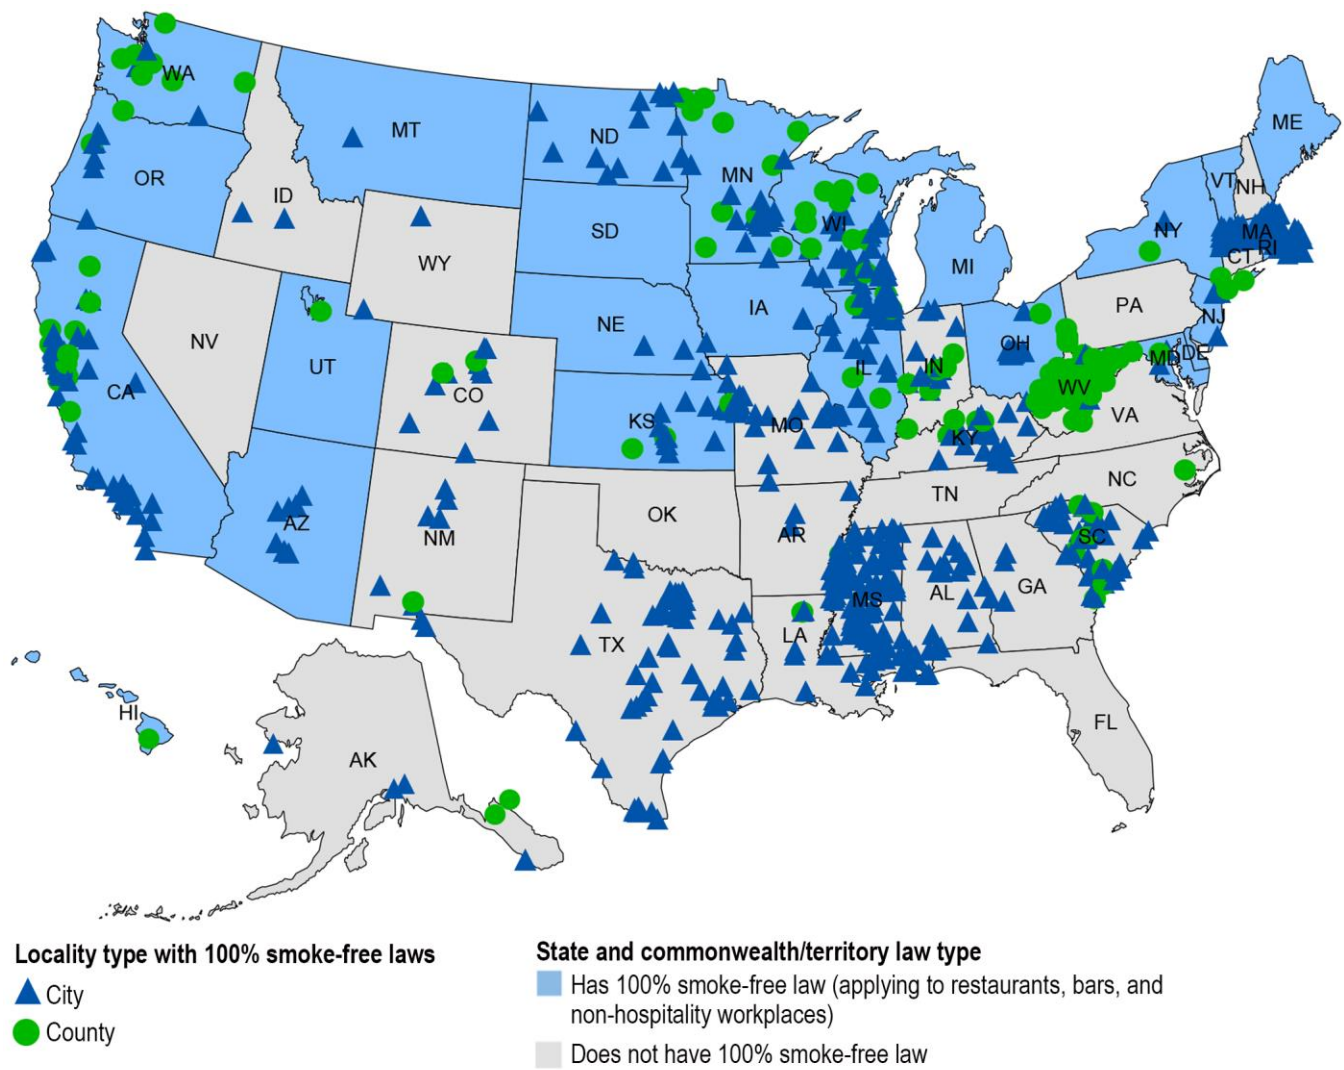 WA
MT
ND
MN
ME
VT
NH
OR
ID
SD
WI
NY
MA
RI
CT
WY
MI
NV
NE
IA
PA
NJ
UT
CO
IL
IN
OH
MD
DE
CA
KS
MO
WV
VA
KY
AZ
NM
OK
AR
TN
NC
SC
MS
AL
GA
TX
LA
FL
HI
AK
Locality type with 100% smoke-free laws
City
County
State and commonwealth/territory law type
Has 100% smoke-free law (applying to restaurants, bars, and
non-hospitality workplaces)
Does not have 100% smoke-free law